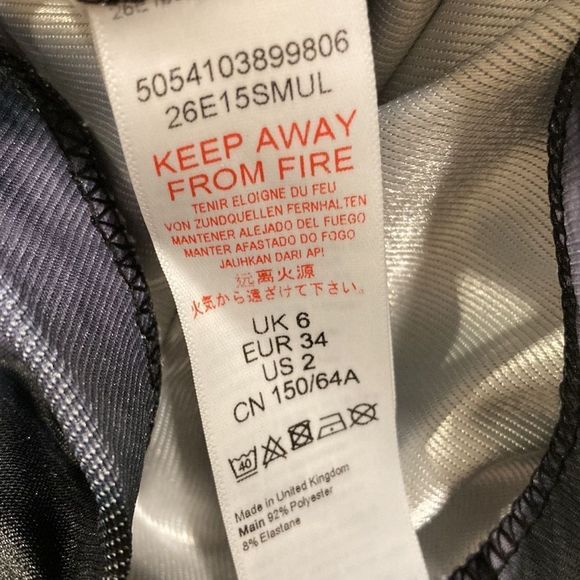 5054103899806
26E15SMUL
KEEP AWAY
FROM FIRE
TENIR ELOIGNE DU FEU
VON ZUNDQUELLEN FERNHALTEN
MANTENER ALEJADO DEL FUEGO
MANTER AFASTADO DO FOGO
JAUHKAN DARI API
远离火源
火気から遠ざけて下さい。
UK 6
EUR 34
US 2
CN 150/64A
40
Made in United Kingdom
Main 92% Polyester
8% Elastane